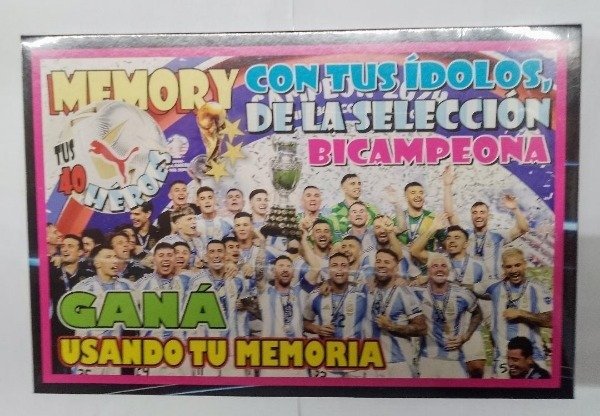 MEMORY
CON TUS ÍDOLOS,
DE LA SELECCIÓN
BICAMPEONA
TUS
40
HÉROES
GANÁ
USANDO TU MEMORIA